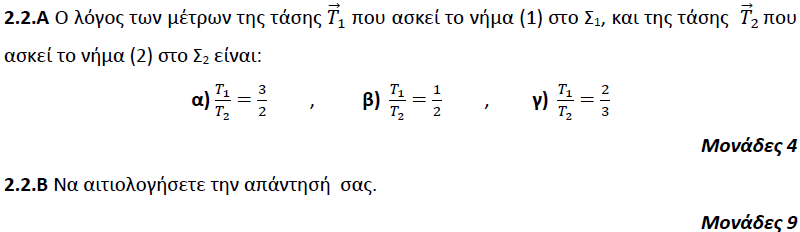 2.2.Α Ο λόγος των μέτρων της τάσης $\vec{T}_1$ που ασκεί το νήμα (1) στο Σ₁, και της τάσης $\vec{T}_2$ που
ασκεί το νήμα (2) στο Σ₂ είναι:
α) $\frac{T_1}{T_2} = \frac{3}{2}$ , β) $\frac{T_1}{T_2} = \frac{1}{2}$ , γ) $\frac{T_1}{T_2} = \frac{2}{3}$
Μονάδες 4
2.2.Β Να αιτιολογήσετε την απάντησή σας.
Μονάδες 9